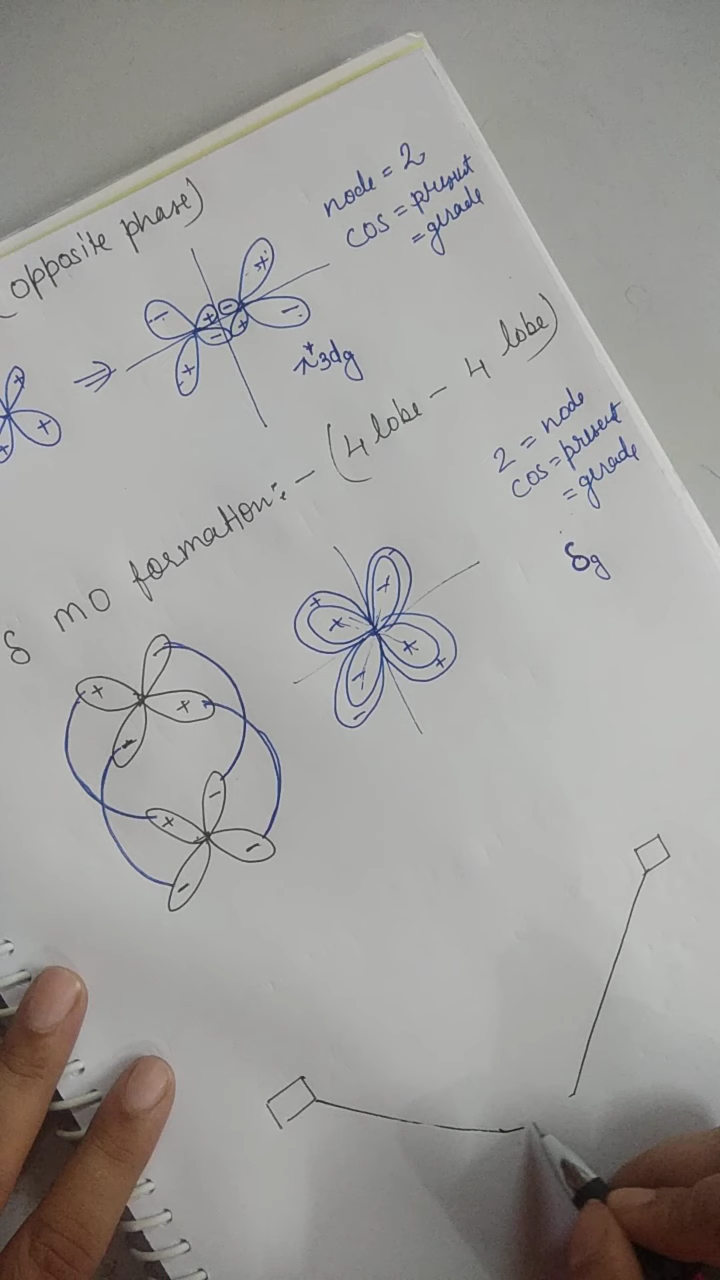 (opposite phase)
node = 2
cos = present
= gerade
⇒
π*3dg
δ MO formation:- (4 lobe - 4 lobe)
2 = node
cos = present
= gerade
δg